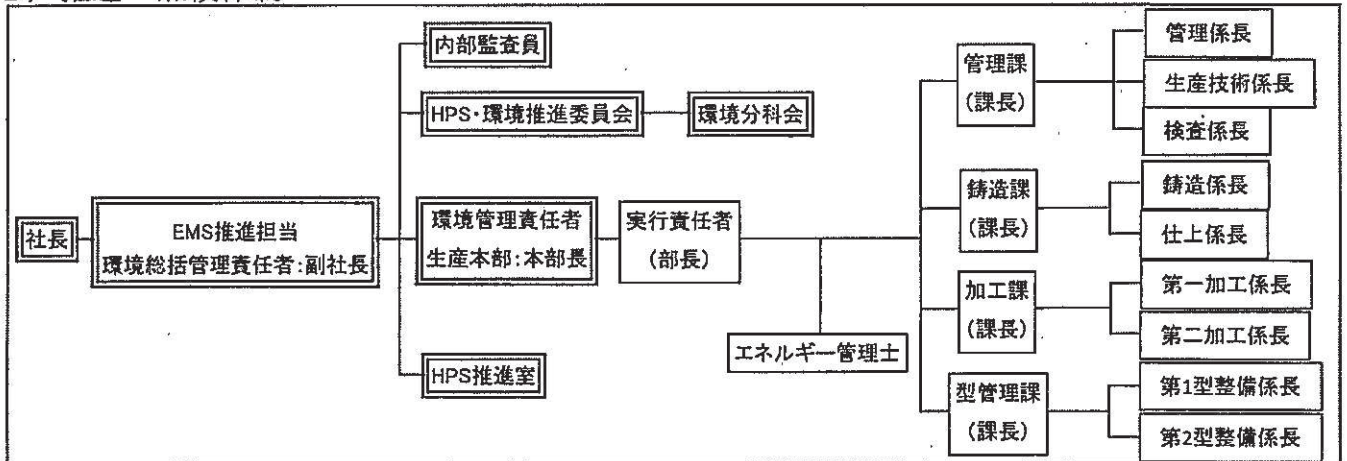 内部監査員
HPS・環境推進委員会
環境分科会
社長
EMS推進担当
環境総括管理責任者:副社長
環境管理責任者
生産本部:本部長
実行責任者
(部長)
HPS推進室
エネルギー管理士
管理課
(課長)
管理係長
生産技術係長
検査係長
鋳造課
(課長)
鋳造係長
仕上係長
加工課
(課長)
第一加工係長
第二加工係長
型管理課
(課長)
第1型整備係長
第2型整備係長